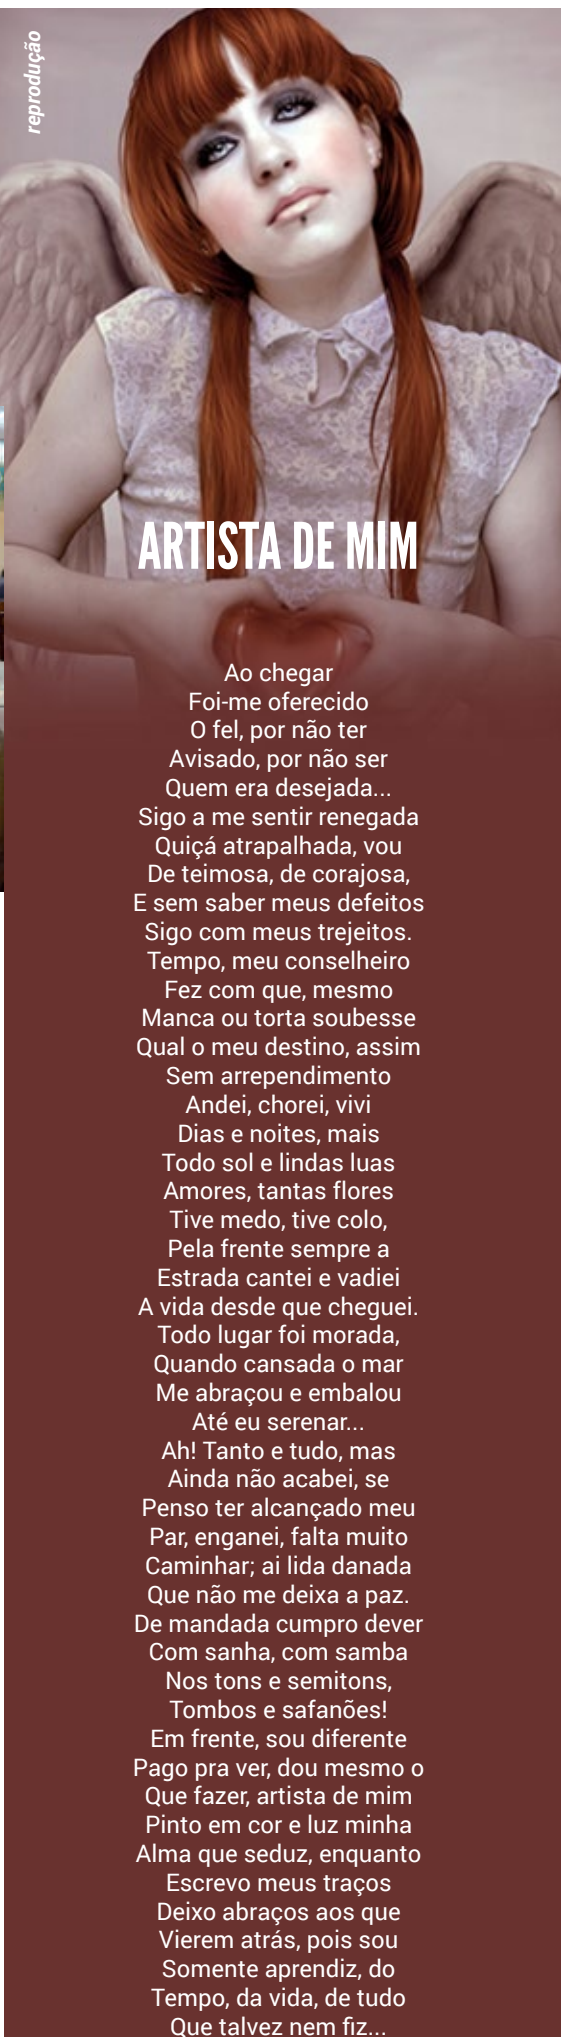 reprodução
ARTISTA DE MIM
Ao chegar
Foi-me oferecido
O fel, por não ter
Avisado, por não ser
Quem era desejada...
Sigo a me sentir renegada
Quiçá atrapalhada, vou
De teimosa, de corajosa,
E sem saber meus defeitos
Sigo com meus trejeitos.
Tempo, meu conselheiro
Fez com que, mesmo
Manca ou torta soubesse
Qual o meu destino, assim
Sem arrependimento
Andei, chorei, vivi
Dias e noites, mais
Todo sol e lindas luas
Amores, tantas flores
Tive medo, tive colo,
Pela frente sempre a
Estrada cantei e vadiei
A vida desde que cheguei.
Todo lugar foi morada,
Quando cansada o mar
Me abraçou e embalou
Até eu serenar...
Ah! Tanto e tudo, mas
Ainda não acabei, se
Penso ter alcançado meu
Par, enganei, falta muito
Caminhar; ai lida danada
Que não me deixa a paz.
De mandada cumpro dever
Com sanha, com samba
Nos tons e semitons,
Tombos e safanões!
Em frente, sou diferente
Pago pra ver, dou mesmo o
Que fazer, artista de mim
Pinto em cor e luz minha
Alma que seduz, enquanto
Escrevo meus traços
Deixo abraços aos que
Vierem atrás, pois sou
Somente aprendiz, do
Tempo, da vida, de tudo
Que talvez nem fiz...